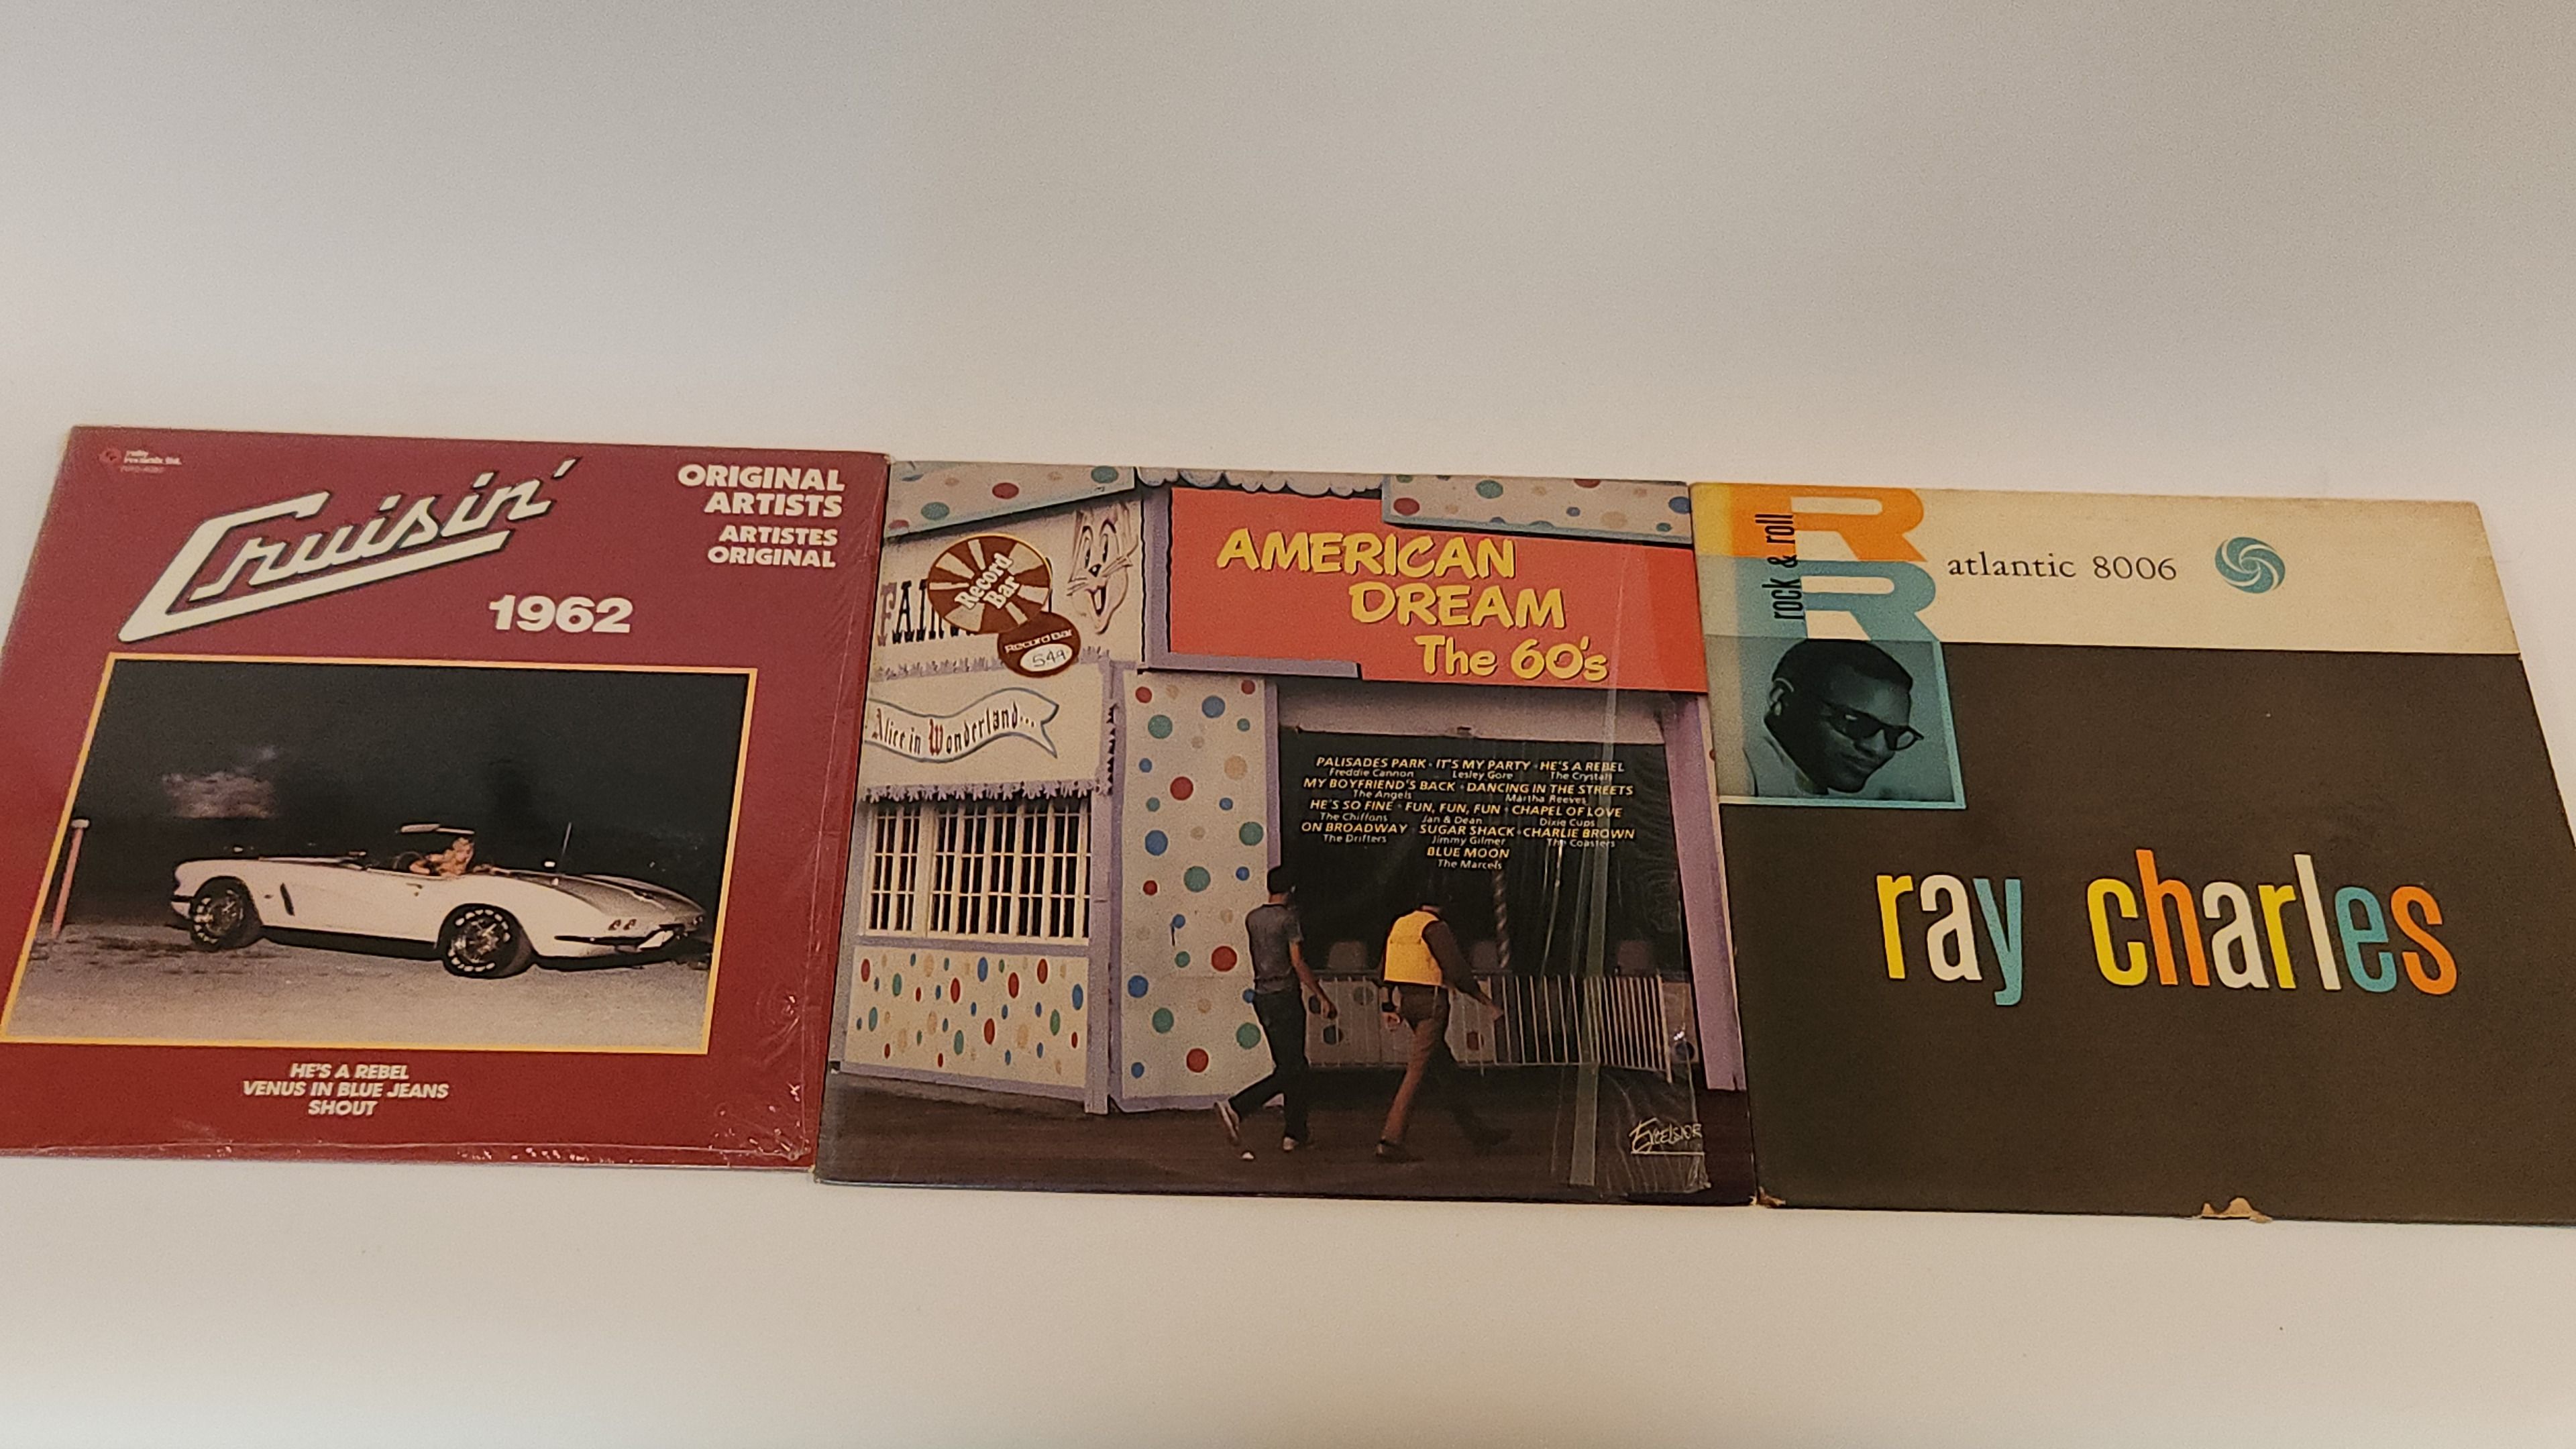 Cruisin'
1962
ORIGINAL
ARTISTS
ARTISTES
ORIGINAL
HE'S A REBEL
VENUS IN BLUE JEANS
SHOUT
Record
Bar
Record Bar
549
Alice in Wonderland...
AMERICAN
DREAM
The 60's
PALISADES PARK • IT'S MY PARTY • HE'S A REBEL
Freddie Cannon Lesley Gore The Crystals
MY BOYFRIEND'S BACK • DANCING IN THE STREETS
The Angels Martha Reeves
HE'S SO FINE • FUN, FUN, FUN • CHAPEL OF LOVE
The Chiffons Jan & Dean Dixie Cups
ON BROADWAY • SUGAR SHACK • CHARLIE BROWN
The Drifters Jimmy Gilmer The Coasters
BLUE MOON
The Marcels
EXCELSIOR
RR
rock & roll
atlantic 8006
ray charles